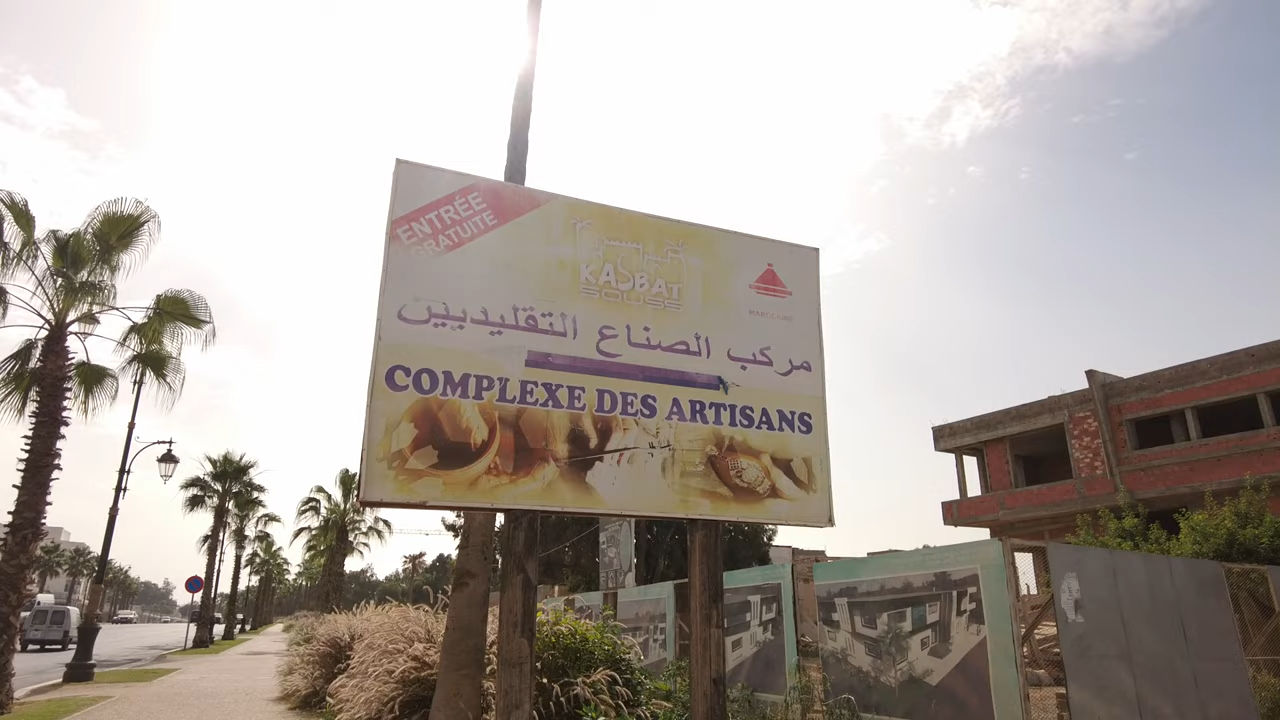 ENTRÉE
GRATUITE
KASBAT
SOUSS
مركب الصناع التقليديين
COMPLEXE DES ARTISANS